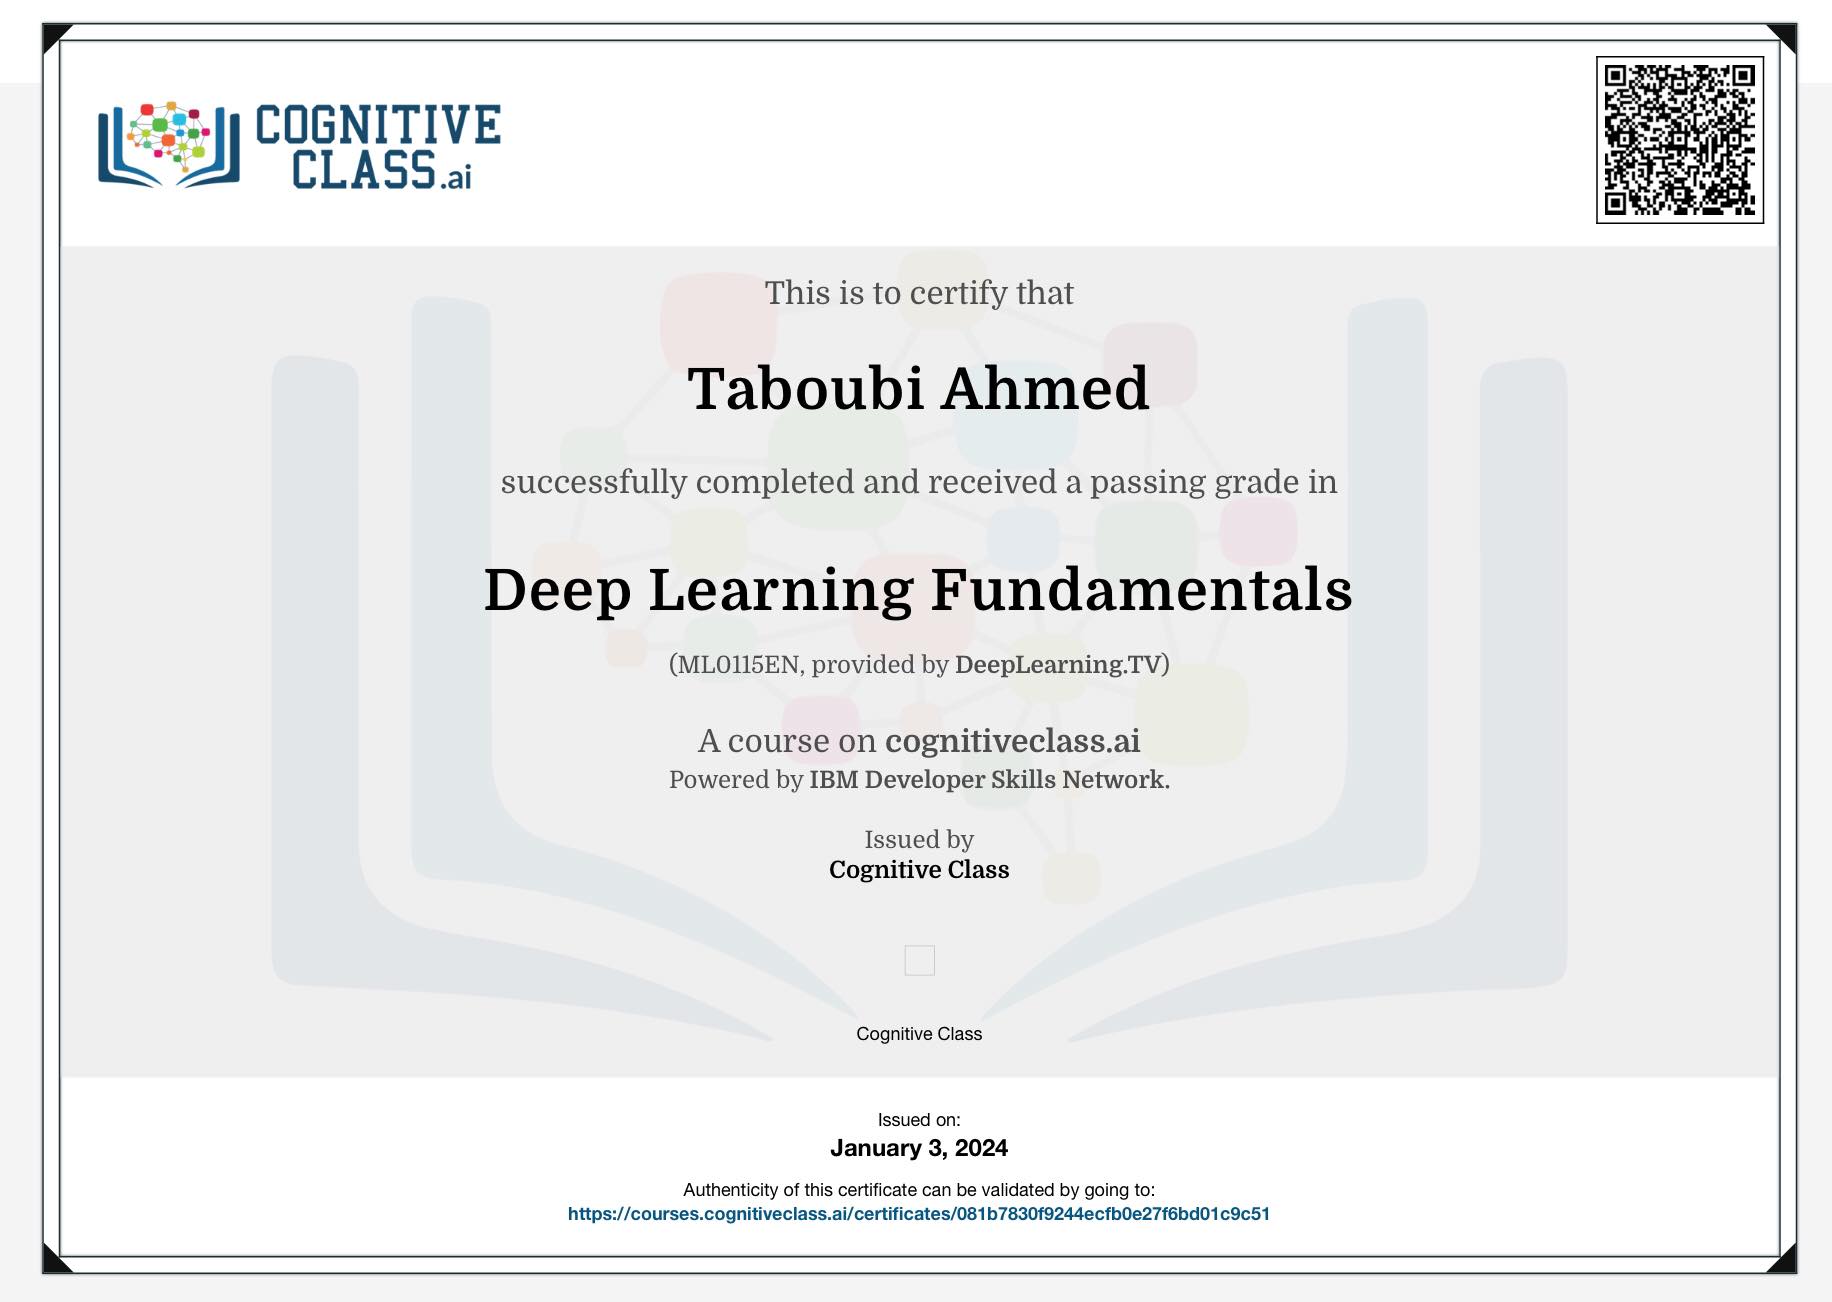 COGNITIVE
CLASS.ai
This is to certify that
Taboubi Ahmed
successfully completed and received a passing grade in
Deep Learning Fundamentals
(ML0115EN, provided by DeepLearning.TV)
A course on cognitiveclass.ai
Powered by IBM Developer Skills Network.
Issued by
Cognitive Class
Cognitive Class
Issued on:
January 3, 2024
Authenticity of this certificate can be validated by going to:
https://courses.cognitiveclass.ai/certificates/081b7830f9244ecfb0e27f6bd01c9c51